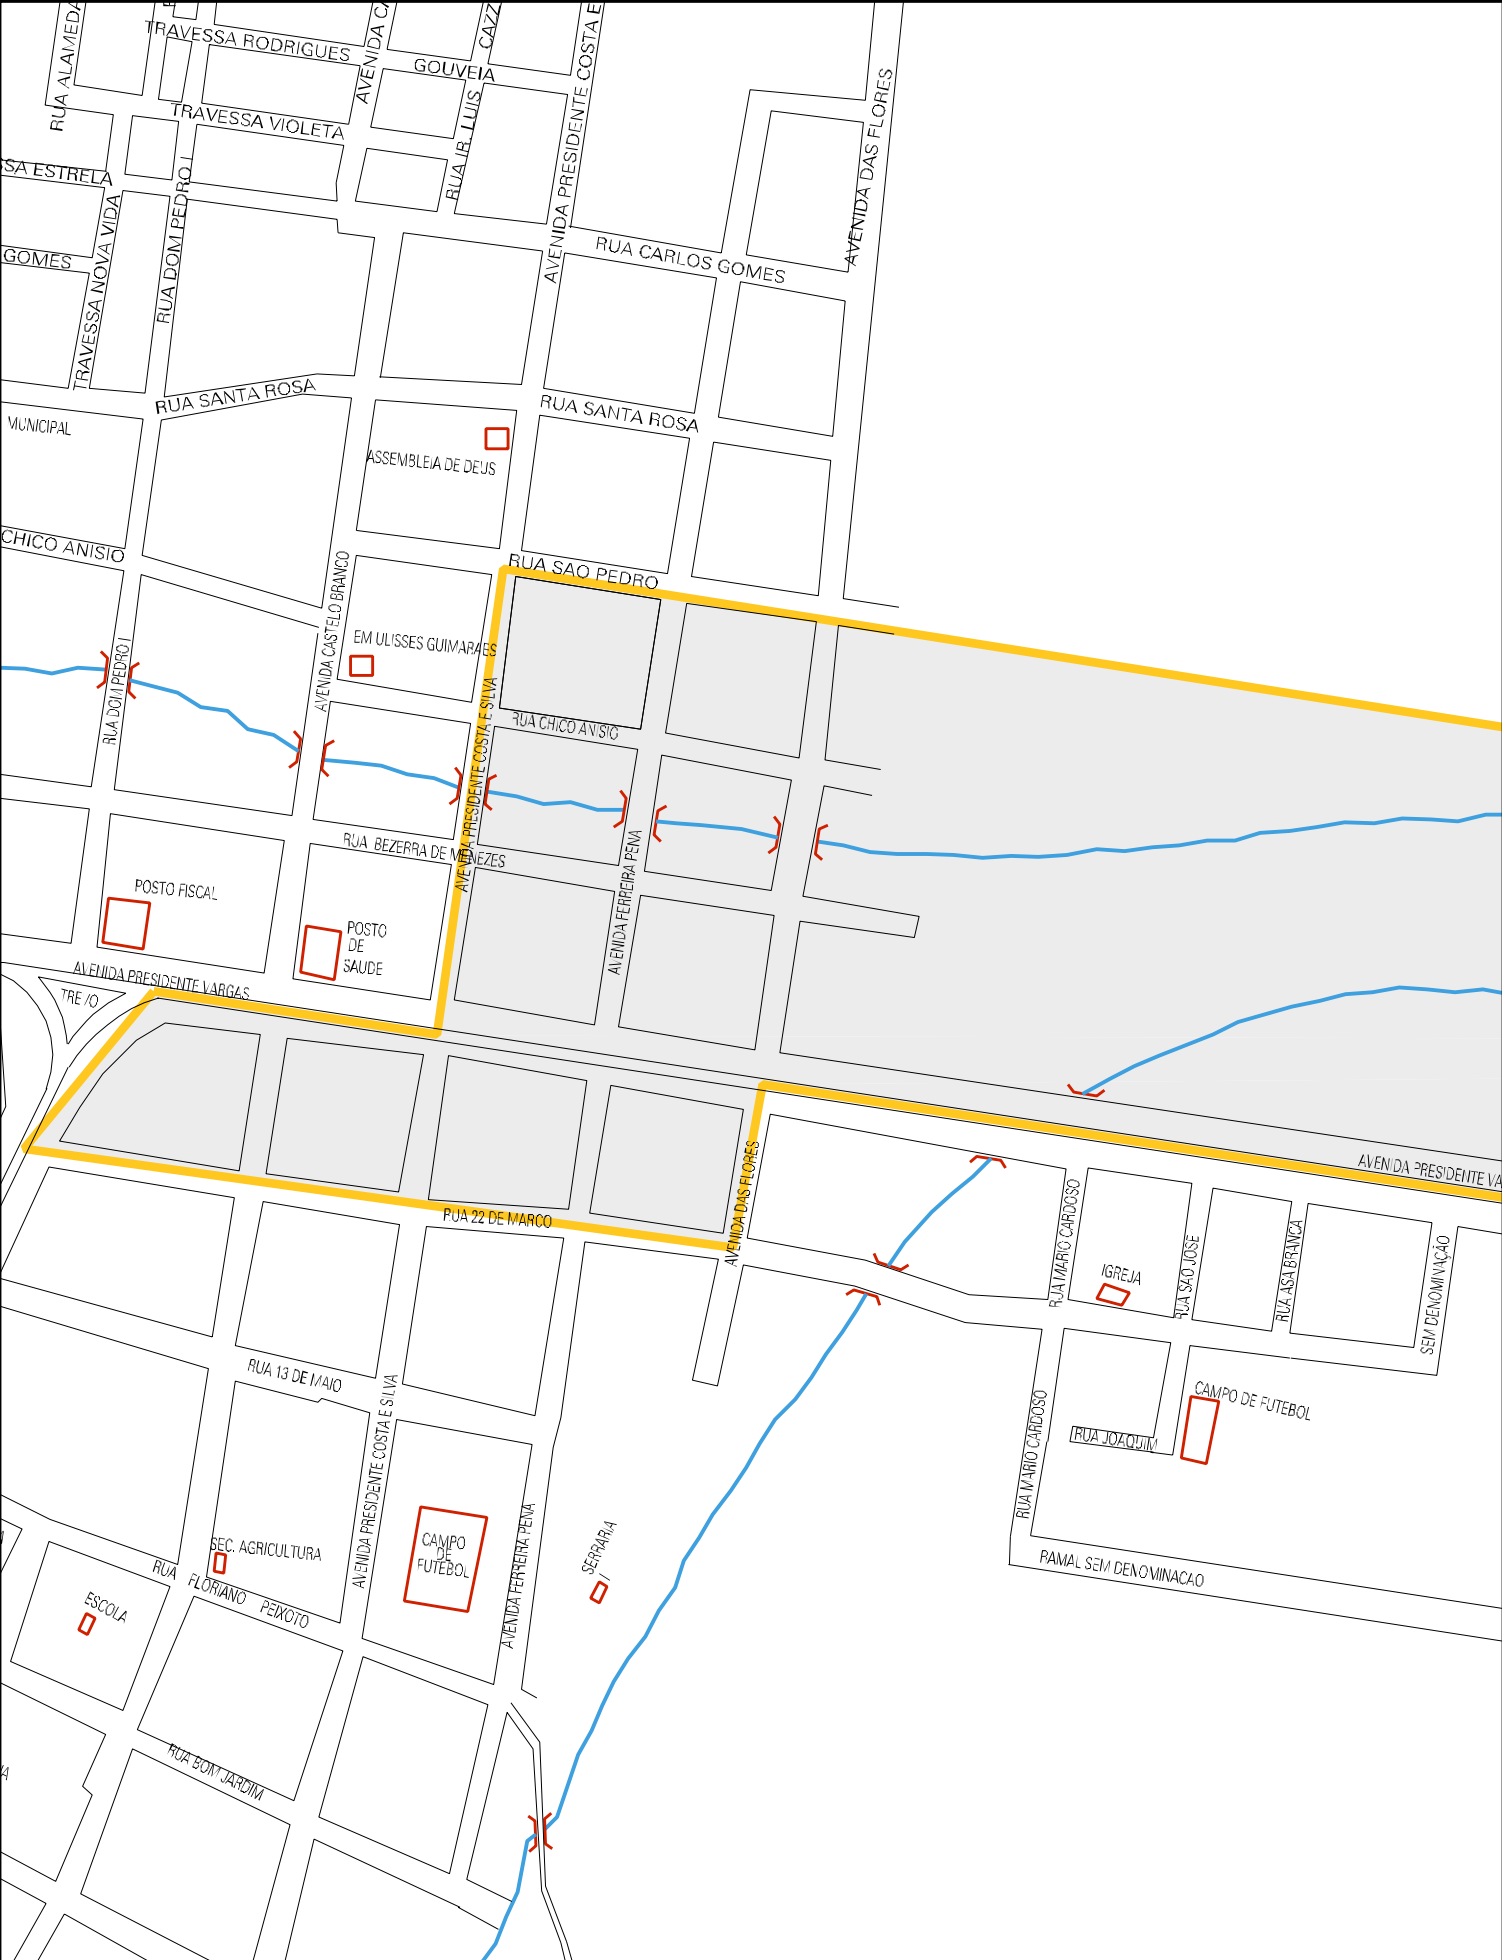 RUA ALAMEDA
TRAVESSA RODRIGUES
GOUVEIA
TRAVESSA VIOLETA
RUA IR. LUIS CAZZ
AVENIDA PRESIDENTE COSTA E
AVENIDA DAS FLORES
SSA ESTRELA
GOMES
TRAVESSA NOVA VIDA
RUA DOM PEDRO I
RUA CARLOS GOMES
RUA SANTA ROSA
RUA SANTA ROSA
MUNICIPAL
ASSEMBLEIA DE DEUS
CHICO ANISIO
RUA SAO PEDRO
AVENIDA CASTELO BRANCO
EM ULISSES GUIMARAES
RUA DOM PEDRO I
RUA CHICO ANISIO
AVENIDA PRESIDENTE COSTA E SILVA
RUA BEZERRA DE MENEZES
AVENIDA FERREIRA PENA
POSTO FISCAL
POSTO
DE
SAUDE
AVENIDA PRESIDENTE VARGAS
AVENIDA PRESIDENTE VA
AVENIDA DAS FLORES
RUA 22 DE MARCO
RUA MARIO CARDOSO
IGREJA
RUA SAO JOSE
RUA ASA BRANCA
SEM DENOMINAÇÃO
RUA 13 DE MAIO
AVENIDA PRESIDENTE COSTA E SILVA
CAMPO DE FUTEBOL
RUA JOAQUIM
RUA MARIO CARDOSO
CAMPO
DE
FUTEBOL
AVENIDA FERREIRA PENA
SERRARIA
SEC. AGRICULTURA
RAMAL SEM DENOMINACAO
RUA FLORIANO PEIXOTO
ESCOLA
RUA BOM JARDIM